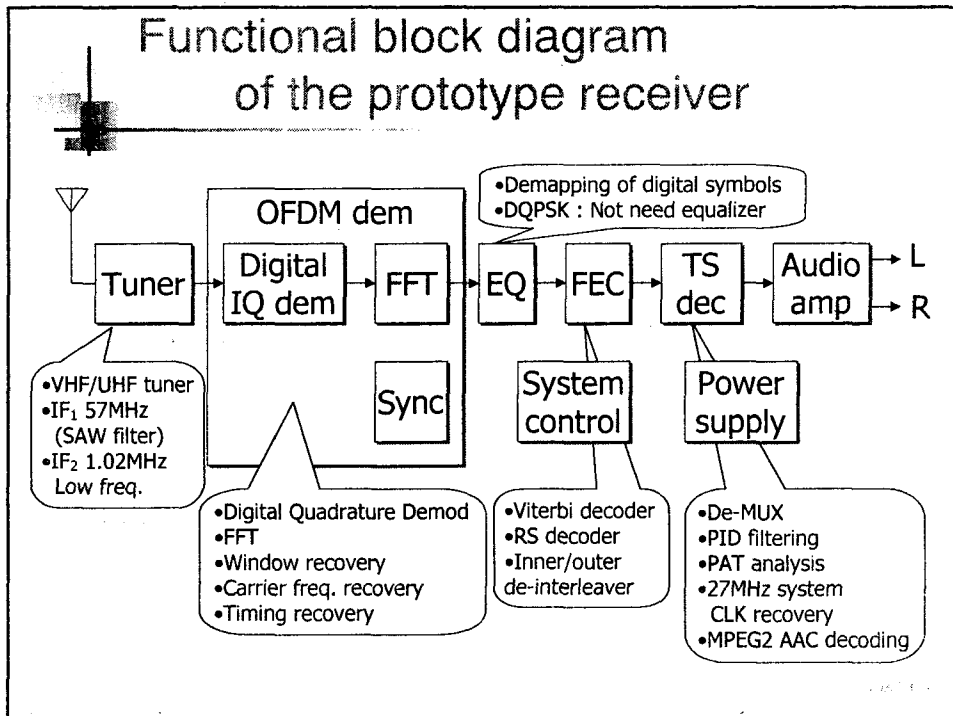 Functional block diagram
of the prototype receiver
•Demapping of digital symbols
•DQPSK : Not need equalizer
OFDM dem
Tuner
Digital
IQ dem
FFT
EQ
FEC
TS
dec
Audio
amp
L
R
Sync
System
control
Power
supply
•VHF/UHF tuner
•IF₁ 57MHz
(SAW filter)
•IF₂ 1.02MHz
Low freq.
•Digital Quadrature Demod
•FFT
•Window recovery
•Carrier freq. recovery
•Timing recovery
•Viterbi decoder
•RS decoder
•Inner/outer
de-interleaver
•De-MUX
•PID filtering
•PAT analysis
•27MHz system
CLK recovery
•MPEG2 AAC decoding